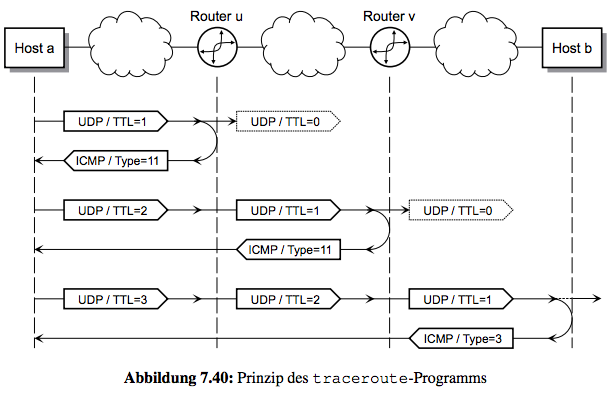 Router u
Router v
Host a
Host b
UDP / TTL=1
UDP / TTL=0
ICMP / Type=11
UDP / TTL=2
UDP / TTL=1
UDP / TTL=0
ICMP / Type=11
UDP / TTL=3
UDP / TTL=2
UDP / TTL=1
ICMP / Type=3
Abbildung 7.40: Prinzip des traceroute-Programms